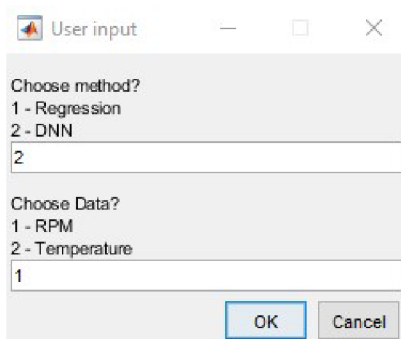 User input
Choose method?
1 - Regression
2 - DNN
2
Choose Data?
1 - RPM
2 - Temperature
1
OK Cancel